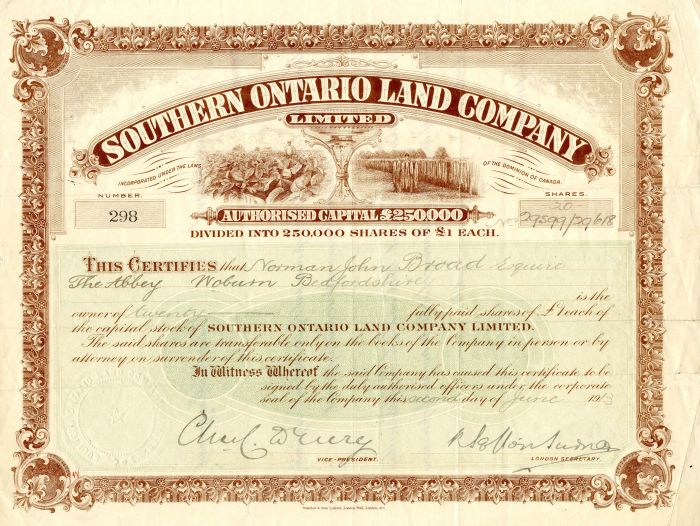 SOUTHERN ONTARIO LAND COMPANY
LIMITED
INCORPORATED UNDER THE LAWS OF THE DOMINION OF CANADA.
NUMBER. SHARES.
298 20
Nos 29599/29618
AUTHORISED CAPITAL £250,000
DIVIDED INTO 250,000 SHARES OF £1 EACH.
THIS CERTIFIES that Norman John Broad Esquire
The Abbey Woburn Bedfordshire
is the
owner of twenty fully paid shares of £1 each of
the capital stock of SOUTHERN ONTARIO LAND COMPANY LIMITED.
The said shares are transferable only on the books of the Company in person or by
attorney on surrender of this certificate.
In Witness Whereof the said Company has caused this certificate to be
signed by the duly authorised officers under the corporate
seal of the Company this second day of June 1913
VICE-PRESIDENT. LONDON SECRETARY.